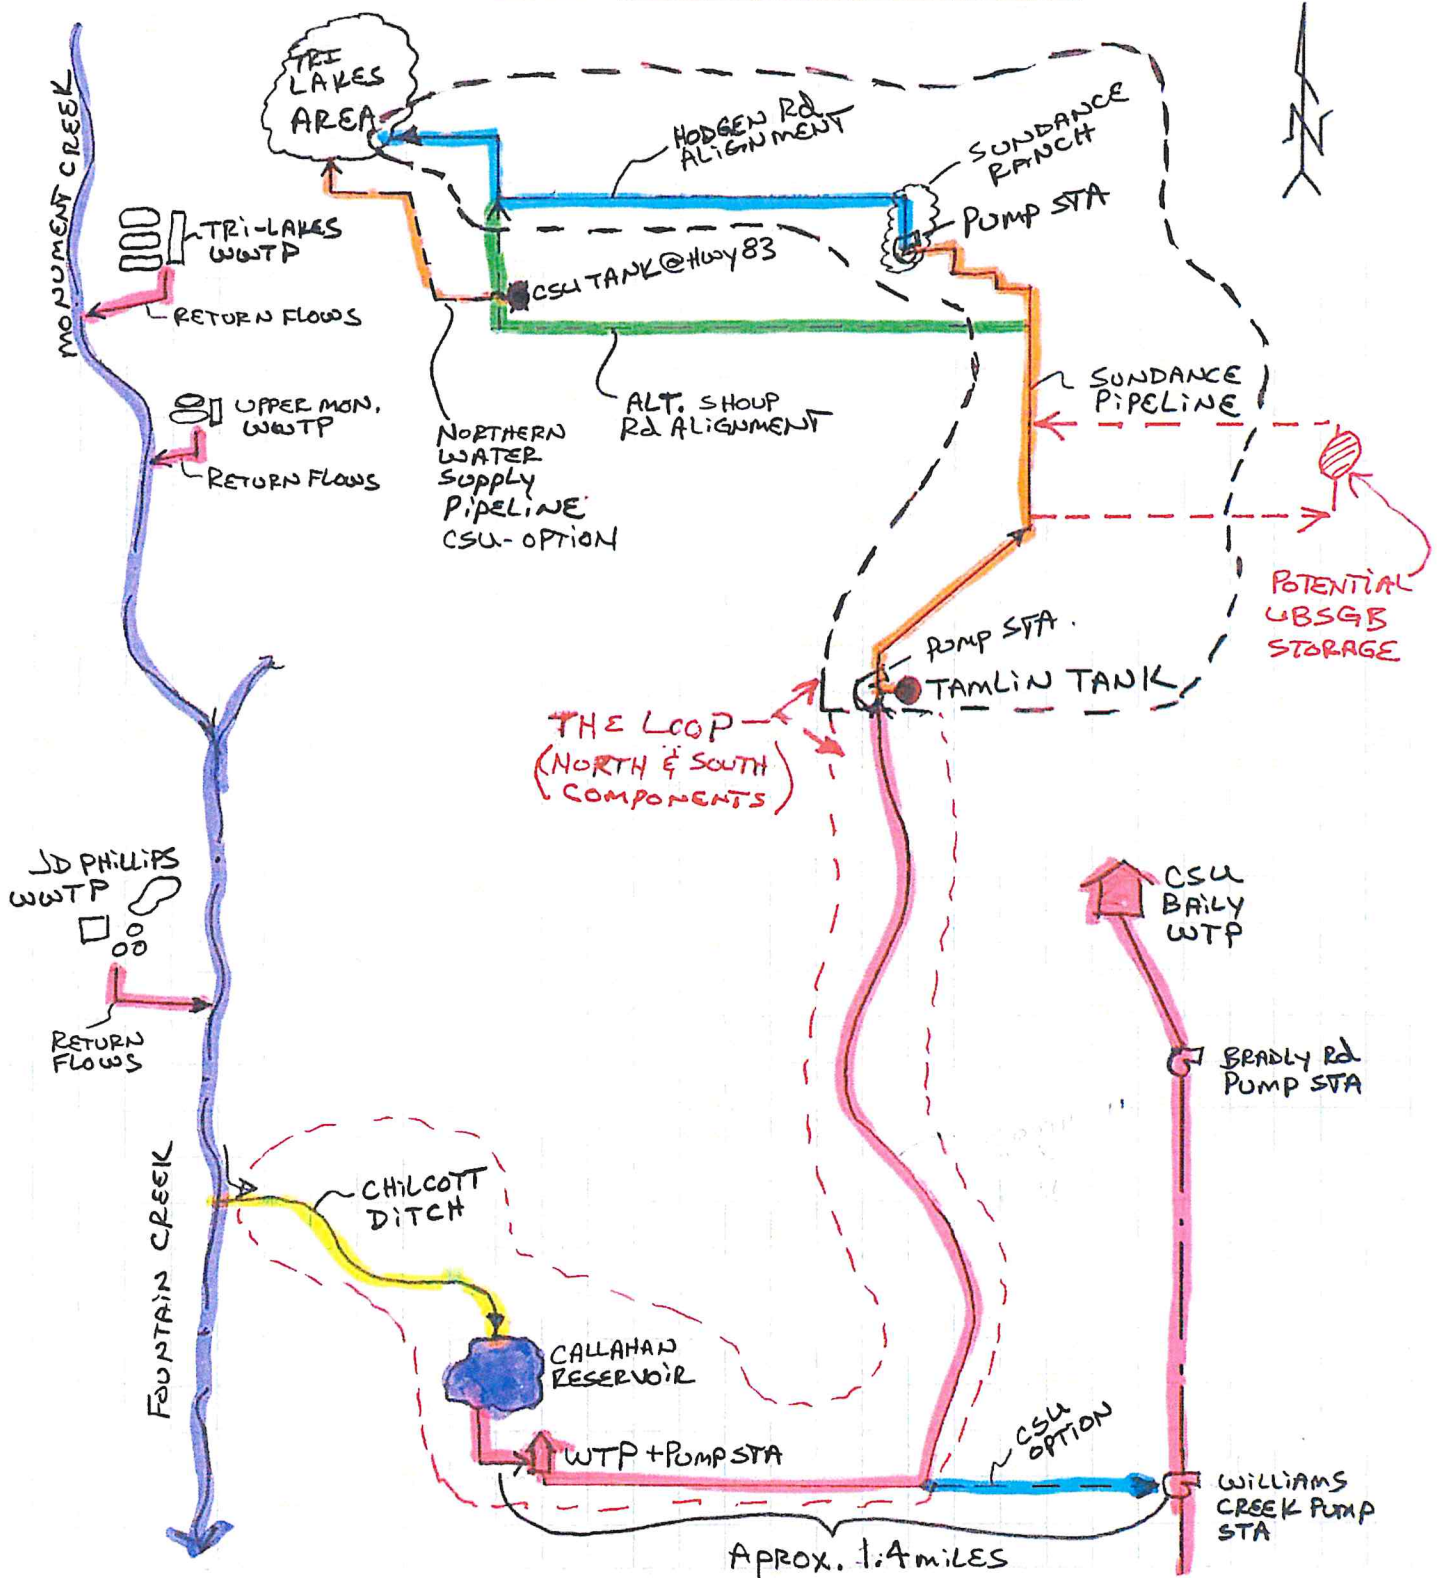 TRI
LAKES
AREA
MONUMENT CREEK
HODGEN Rd
ALIGNMENT
SUNDANCE
RANCH
PUMP STA
N
TRI-LAKES
WWTP
RETURN FLOWS
CSU TANK @ HWY 83
UPPER MON.
WWTP
RETURN FLOWS
NORTHERN
WATER
SUPPLY
PIPELINE
CSU-OPTION
ALT. SHOUP
Rd ALIGNMENT
SUNDANCE
PIPELINE
POTENTIAL
UBSGB
STORAGE
PUMP STA.
TAMLIN TANK
THE LOOP
(NORTH & SOUTH
COMPONENTS)
JD PHILLIPS
WWTP
RETURN
FLOWS
CSU
BAILY
WTP
BRADLY Rd
PUMP STA
FOUNTAIN CREEK
CHILCOTT
DITCH
CALLAHAN
RESERVOIR
WTP + PUMP STA
CSU
OPTION
WILLIAMS
CREEK PUMP
STA
APROX. 1.4 MILES